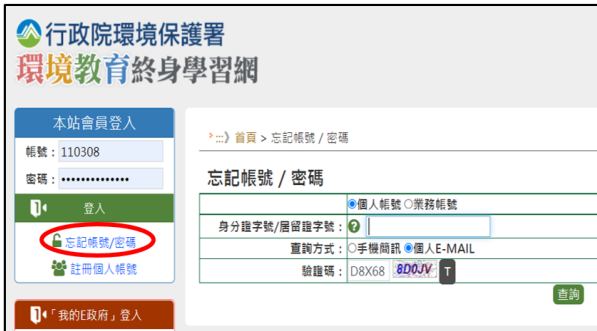 行政院環境保護署
環境教育終身學習網
本站會員登入
帳號：110308
密碼：••••••••••••••
登入
忘記帳號/密碼
註冊個人帳號
「我的E政府」登入
:::》首頁 > 忘記帳號 / 密碼
忘記帳號 / 密碼
個人帳號 業務帳號
身分證字號/居留證字號：
查詢方式：手機簡訊 個人E-MAIL
驗證碼：D8X68 8D0JV T
查詢